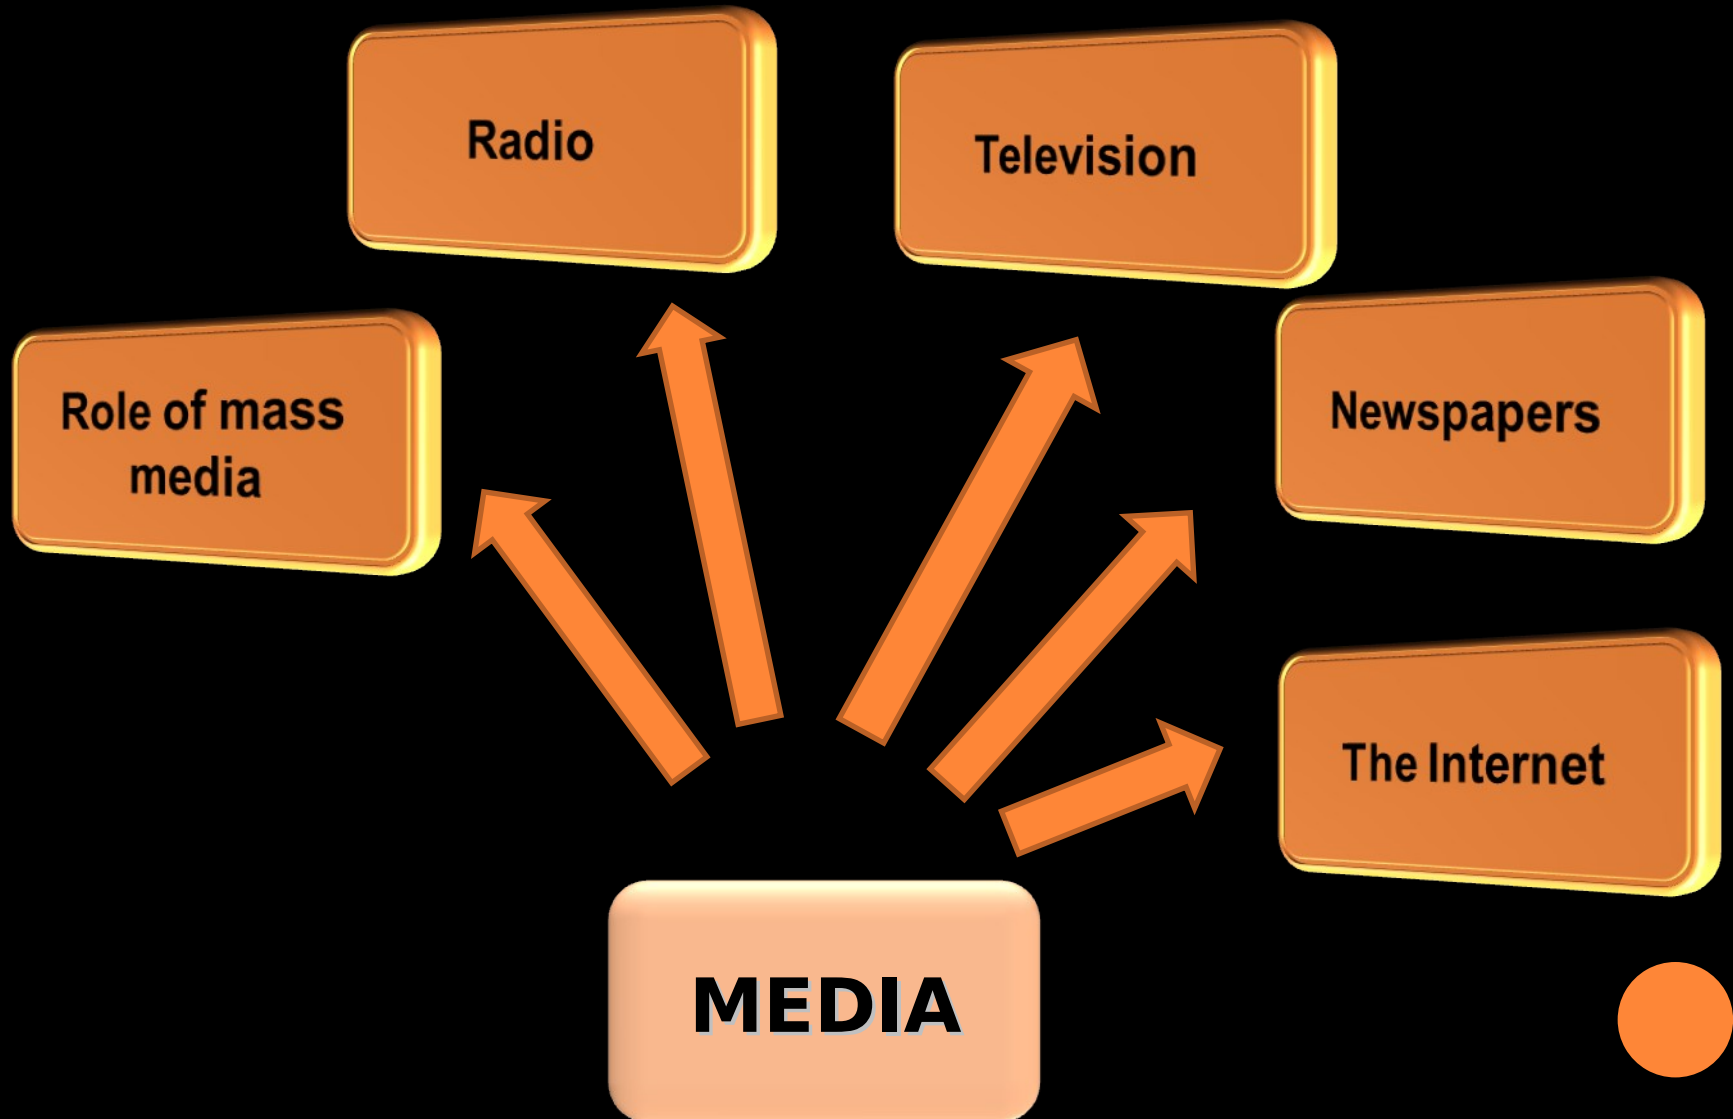 Radio
Television
Role of mass
media
Newspapers
The Internet
MEDIA